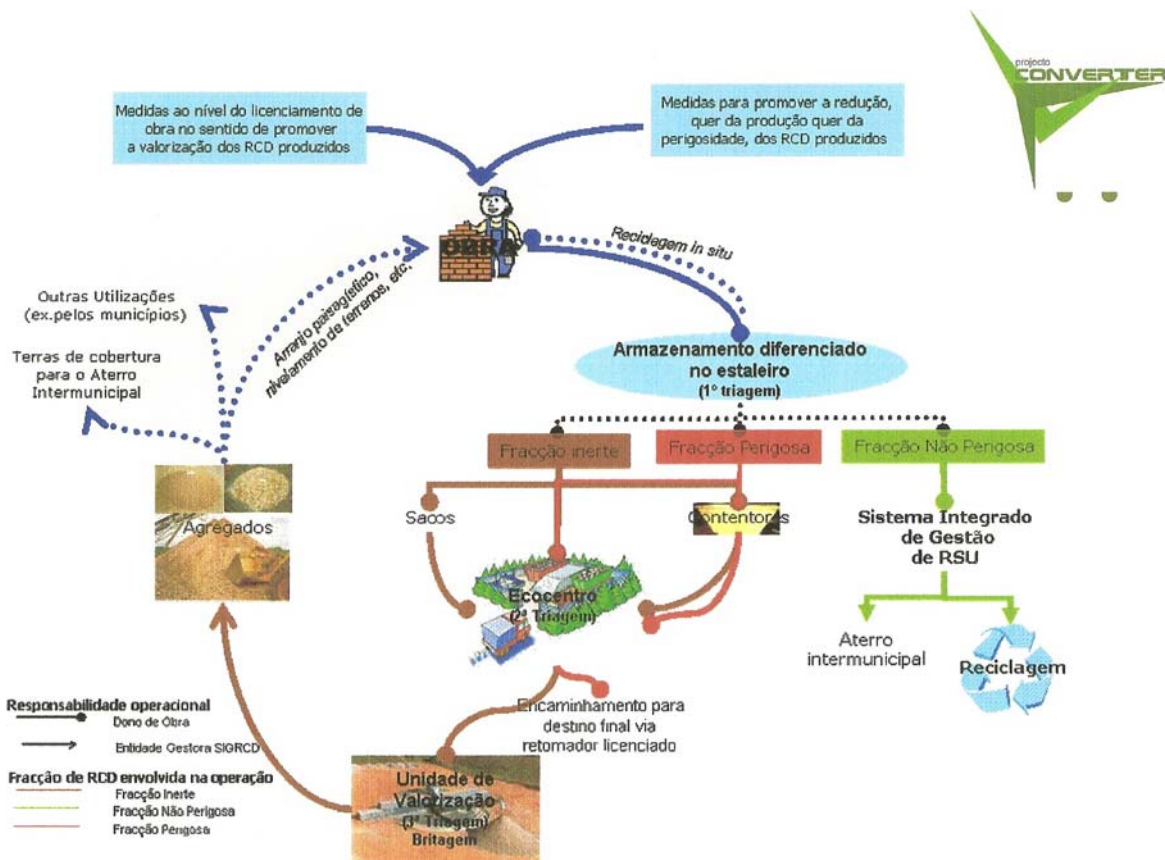 projecto
CONVERTER
Medidas ao nível do licenciamento de
obra no sentido de promover
a valorização dos RCD produzidos
Medidas para promover a redução,
quer da produção quer da
perigosidade, dos RCD produzidos
OBRA
Reciclagem in situ
Arranjo paisagístico,
nivelamento de terrenos, etc.
Outras Utilizações
(ex.pelos municípios)
Terras de cobertura
para o Aterro
Intermunicipal
Armazenamento diferenciado
no estaleiro
(1º triagem)
Fracção inerte
Fracção Perigosa
Fracção Não Perigosa
Sacos
Contentores
Agregados
Sistema Integrado
de Gestão
de RSU
Ecocentro
(2ª Triagem)
Aterro
intermunicipal
Reciclagem
Encaminhamento para
destino final via
retomador licenciado
Unidade de
Valorização
(3ª Triagem)
Britagem
Responsabilidade operacional
Dono de Obra
Entidade Gestora SIGRCD
Fracção de RCD envolvida na operação
Fracção Inerte
Fracção Não Perigosa
Fracção Perigosa